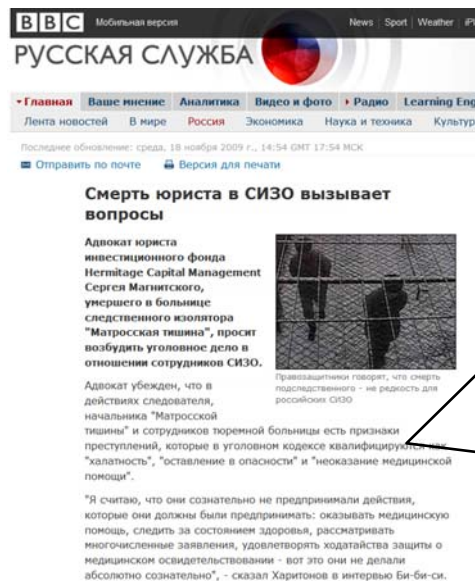 BBC Мобильная версия News Sport Weather
РУССКАЯ СЛУЖБА
Главная Ваше мнение Аналитика Видео и фото Радио Learning Eng
Лента новостей В мире Россия Экономика Наука и техника Культур
Последнее обновление: среда, 18 ноября 2009 г., 14:54 GMT 17:54 МСК
Отправить по почте Версия для печати
Смерть юриста в СИЗО вызывает
вопросы
Адвокат юриста
инвестиционного фонда
Hermitage Capital Management
Сергея Магнитского,
умершего в больнице
следственного изолятора
"Матросская тишина", просит
возбудить уголовное дело в
отношении сотрудников СИЗО.
Правозащитники говорят, что смерть
подследственного - не редкость для
российских СИЗО
Адвокат убежден, что в
действиях следователя,
начальника "Матросской
тишины" и сотрудников тюремной больницы есть признаки
преступлений, которые в уголовном кодексе квалифицируются как
"халатность", "оставление в опасности" и "неоказание медицинской
помощи".
"Я считаю, что они сознательно не предпринимали действия,
которые они должны были предпринимать: оказывать медицинскую
помощь, следить за состоянием здоровья, рассматривать
многочисленные заявления, удовлетворять ходатайства защиты о
медицинском освидетельствовании - вот это они не делали
абсолютно сознательно", - сказал Харитонов в интервью Би-би-си.